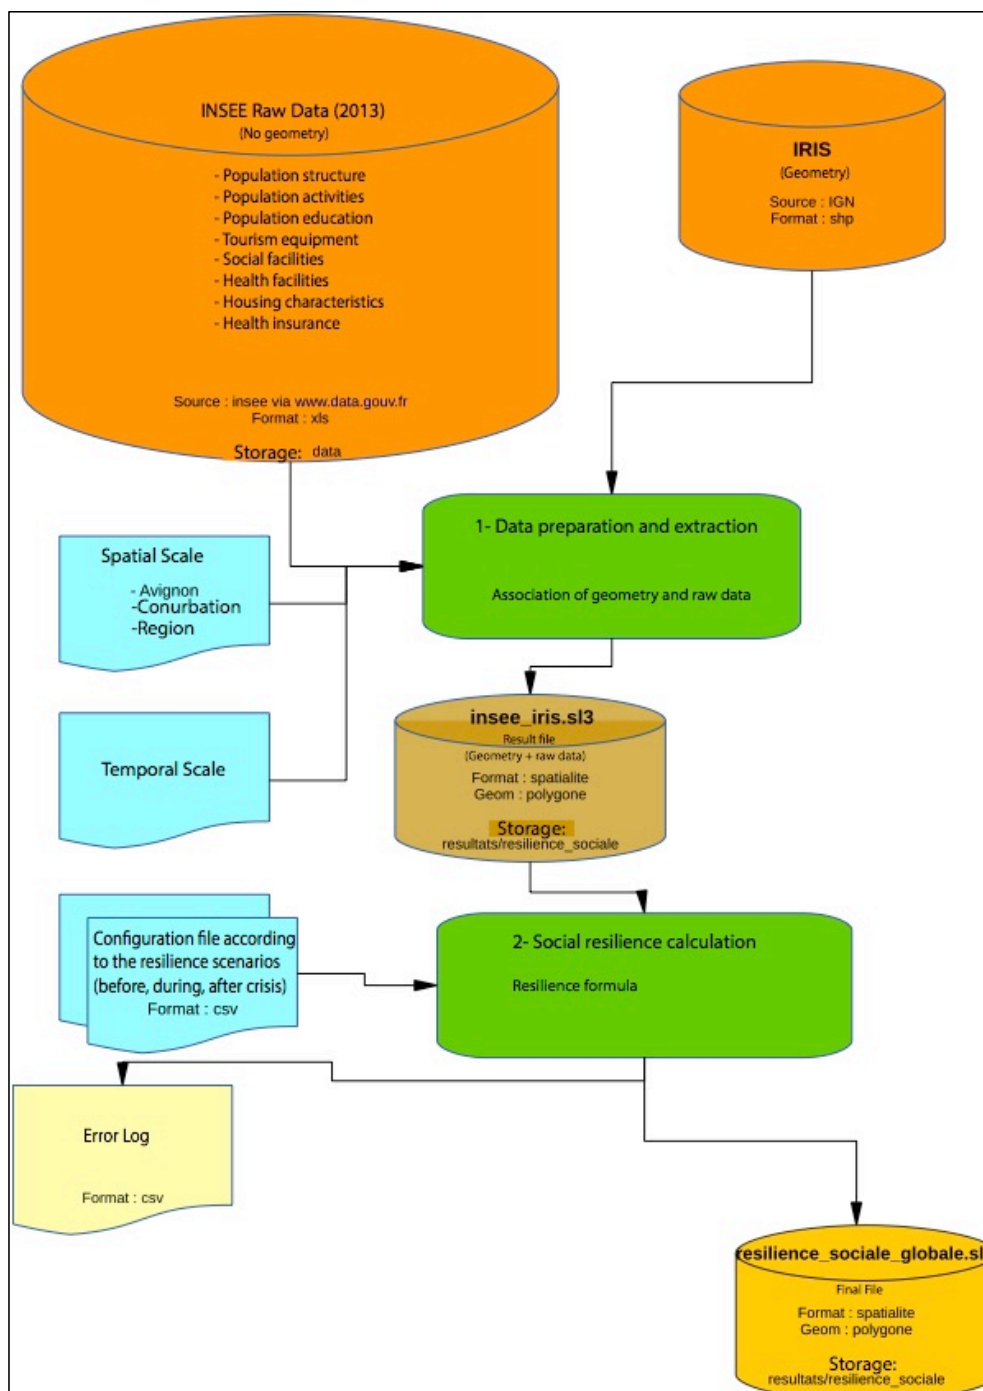 INSEE Raw Data (2013)
(No geometry)
- Population structure
- Population activities
- Population education
- Tourism equipment
- Social facilities
- Health facilities
- Housing characteristics
- Health insurance
Source : insee via www.data.gouv.fr
Format : xls
Storage: data
IRIS
(Geometry)
Source : IGN
Format : shp
1- Data preparation and extraction
Association of geometry and raw data
Spatial Scale
- Avignon
-Conurbation
-Region
Temporal Scale
insee_iris.sl3
Result file
(Geometry + raw data)
Format : spatialite
Geom : polygone
Storage:
resultats/resilience_sociale
Configuration file according
to the resilience scenarios
(before, during, after crisis)
Format : csv
2- Social resilience calculation
Resilience formula
Error Log
Format : csv
resilience_sociale_globale.sl
Final File
Format : spatialite
Geom : polygone
Storage:
resultats/resilience_sociale